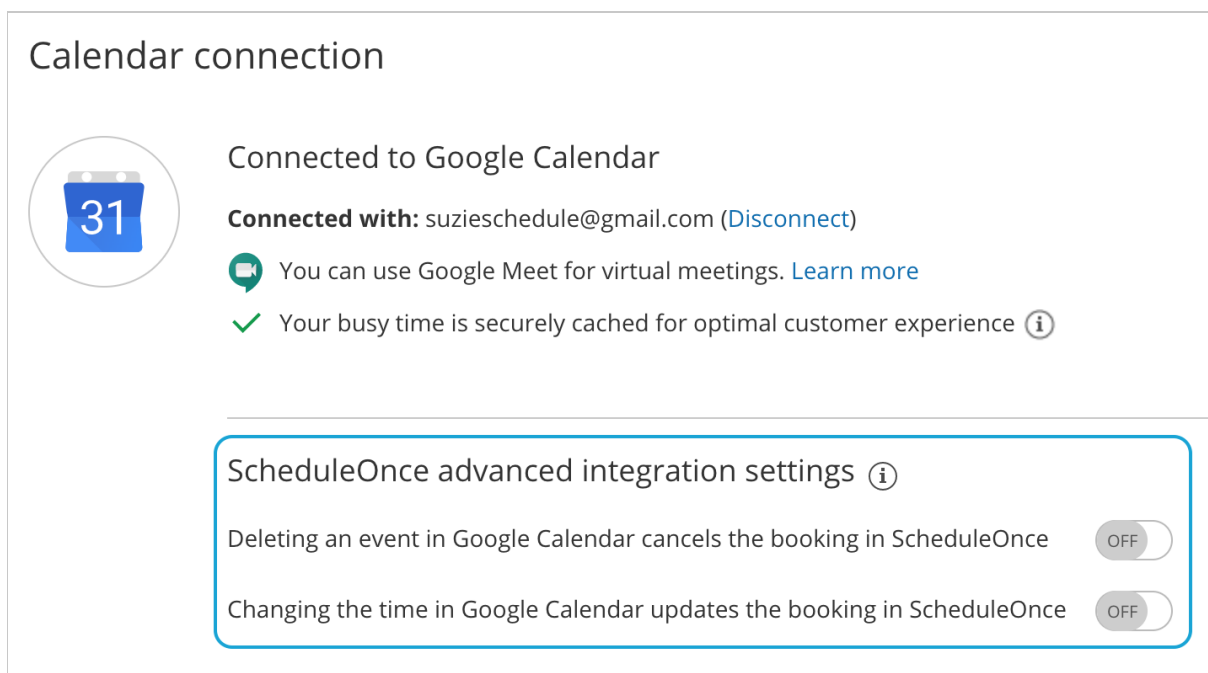 Calendar connection
31
Connected to Google Calendar
Connected with: suzieschedule@gmail.com (Disconnect)
You can use Google Meet for virtual meetings. Learn more
Your busy time is securely cached for optimal customer experience i
ScheduleOnce advanced integration settings i
Deleting an event in Google Calendar cancels the booking in ScheduleOnce OFF
Changing the time in Google Calendar updates the booking in ScheduleOnce OFF